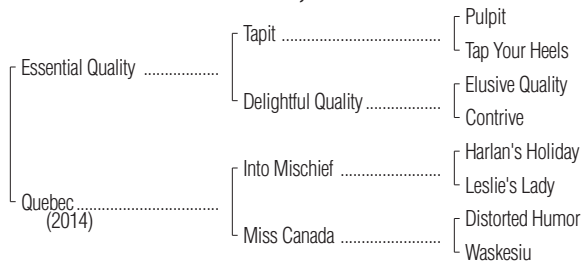 Pulpit
Tapit ........................................
Tap Your Heels
Essential Quality ...................
Elusive Quality
Delightful Quality...................
Contrive
Harlan's Holiday
Into Mischief .........................
Leslie's Lady
Quebec....................................
(2014)
Distorted Humor
Miss Canada .........................
Waskesiu